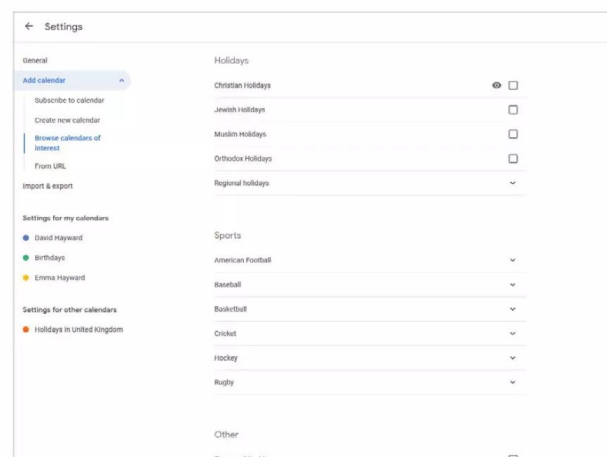 Settings
General
Add calendar
Subscribe to calendar
Create new calendar
Browse calendars of
interest
From URL
Import & export
Settings for my calendars
David Hayward
Birthdays
Emma Hayward
Settings for other calendars
Holidays in United Kingdom
Holidays
Christian Holidays
Jewish Holidays
Muslim Holidays
Orthodox Holidays
Regional holidays
Sports
American Football
Baseball
Basketball
Cricket
Hockey
Rugby
Other